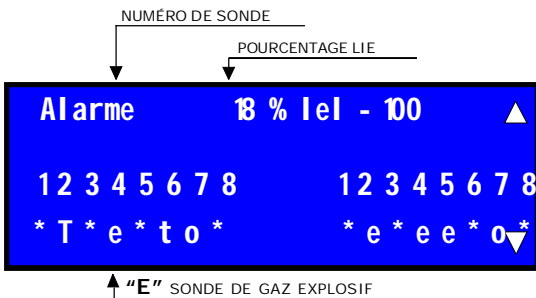 NUMÉRO DE SONDE
POURCENTAGE LIE
Alarme 18 % lel - 100
1 2 3 4 5 6 7 8 1 2 3 4 5 6 7 8
* T * e * t o * * e * e e * o *
"E" SONDE DE GAZ EXPLOSIF